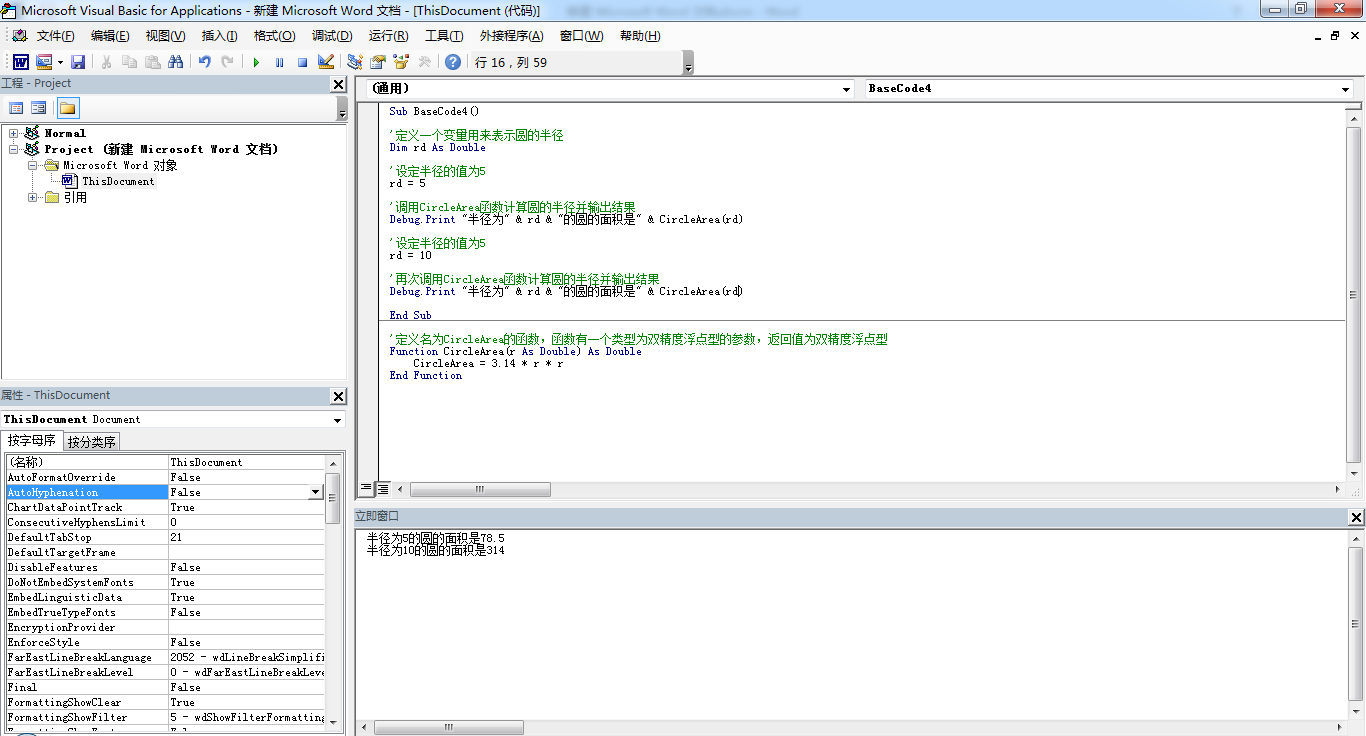 Microsoft Visual Basic for Applications - 新建 Microsoft Word 文档 - [ThisDocument (代码)]
文件(F) 编辑(E) 视图(V) 插入(I) 格式(O) 调试(D) 运行(R) 工具(T) 外接程序(A) 窗口(W) 帮助(H)
行 16，列 59
工程 - Project
Normal
Project (新建 Microsoft Word 文档)
Microsoft Word 对象
ThisDocument
引用
属性 - ThisDocument
ThisDocument Document
按字母序 按分类序
(名称) ThisDocument
AutoFormatOverride False
AutoHyphenation False
ChartDataPointTrack True
ConsecutiveHyphensLimit 0
DefaultTabStop 21
DefaultTargetFrame
DisableFeatures False
DoNotEmbedSystemFonts True
EmbedLinguisticData True
EmbedTrueTypeFonts False
EncryptionProvider
EnforceStyle False
FarEastLineBreakLanguage 2052 - wdLineBreakSimplifi
FarEastLineBreakLevel 0 - wdFarEastLineBreakLeve
Final False
FormattingShowClear True
FormattingShowFilter 5 - wdShowFilterFormatting
(通用) BaseCode4
Sub BaseCode4()
'定义一个变量用来表示圆的半径
Dim rd As Double
'设定半径的值为5
rd = 5
'调用CircleArea函数计算圆的半径并输出结果
Debug.Print "半径为" & rd & "的圆的面积是" & CircleArea(rd)
'设定半径的值为5
rd = 10
'再次调用CircleArea函数计算圆的半径并输出结果
Debug.Print "半径为" & rd & "的圆的面积是" & CircleArea(rd)
End Sub
'定义名为CircleArea的函数，函数有一个类型为双精度浮点型的参数，返回值为双精度浮点型
Function CircleArea(r As Double) As Double
CircleArea = 3.14 * r * r
End Function
立即窗口
半径为5的圆的面积是78.5
半径为10的圆的面积是314